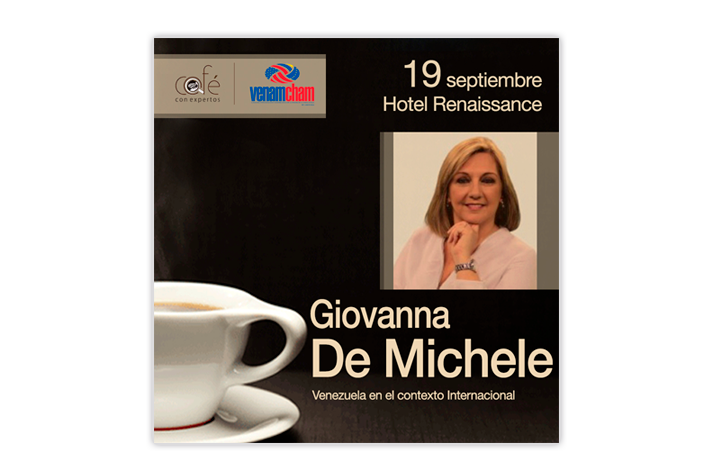 café
con expertos
venamcham
19 septiembre
Hotel Renaissance
Giovanna
De Michele
Venezuela en el contexto Internacional